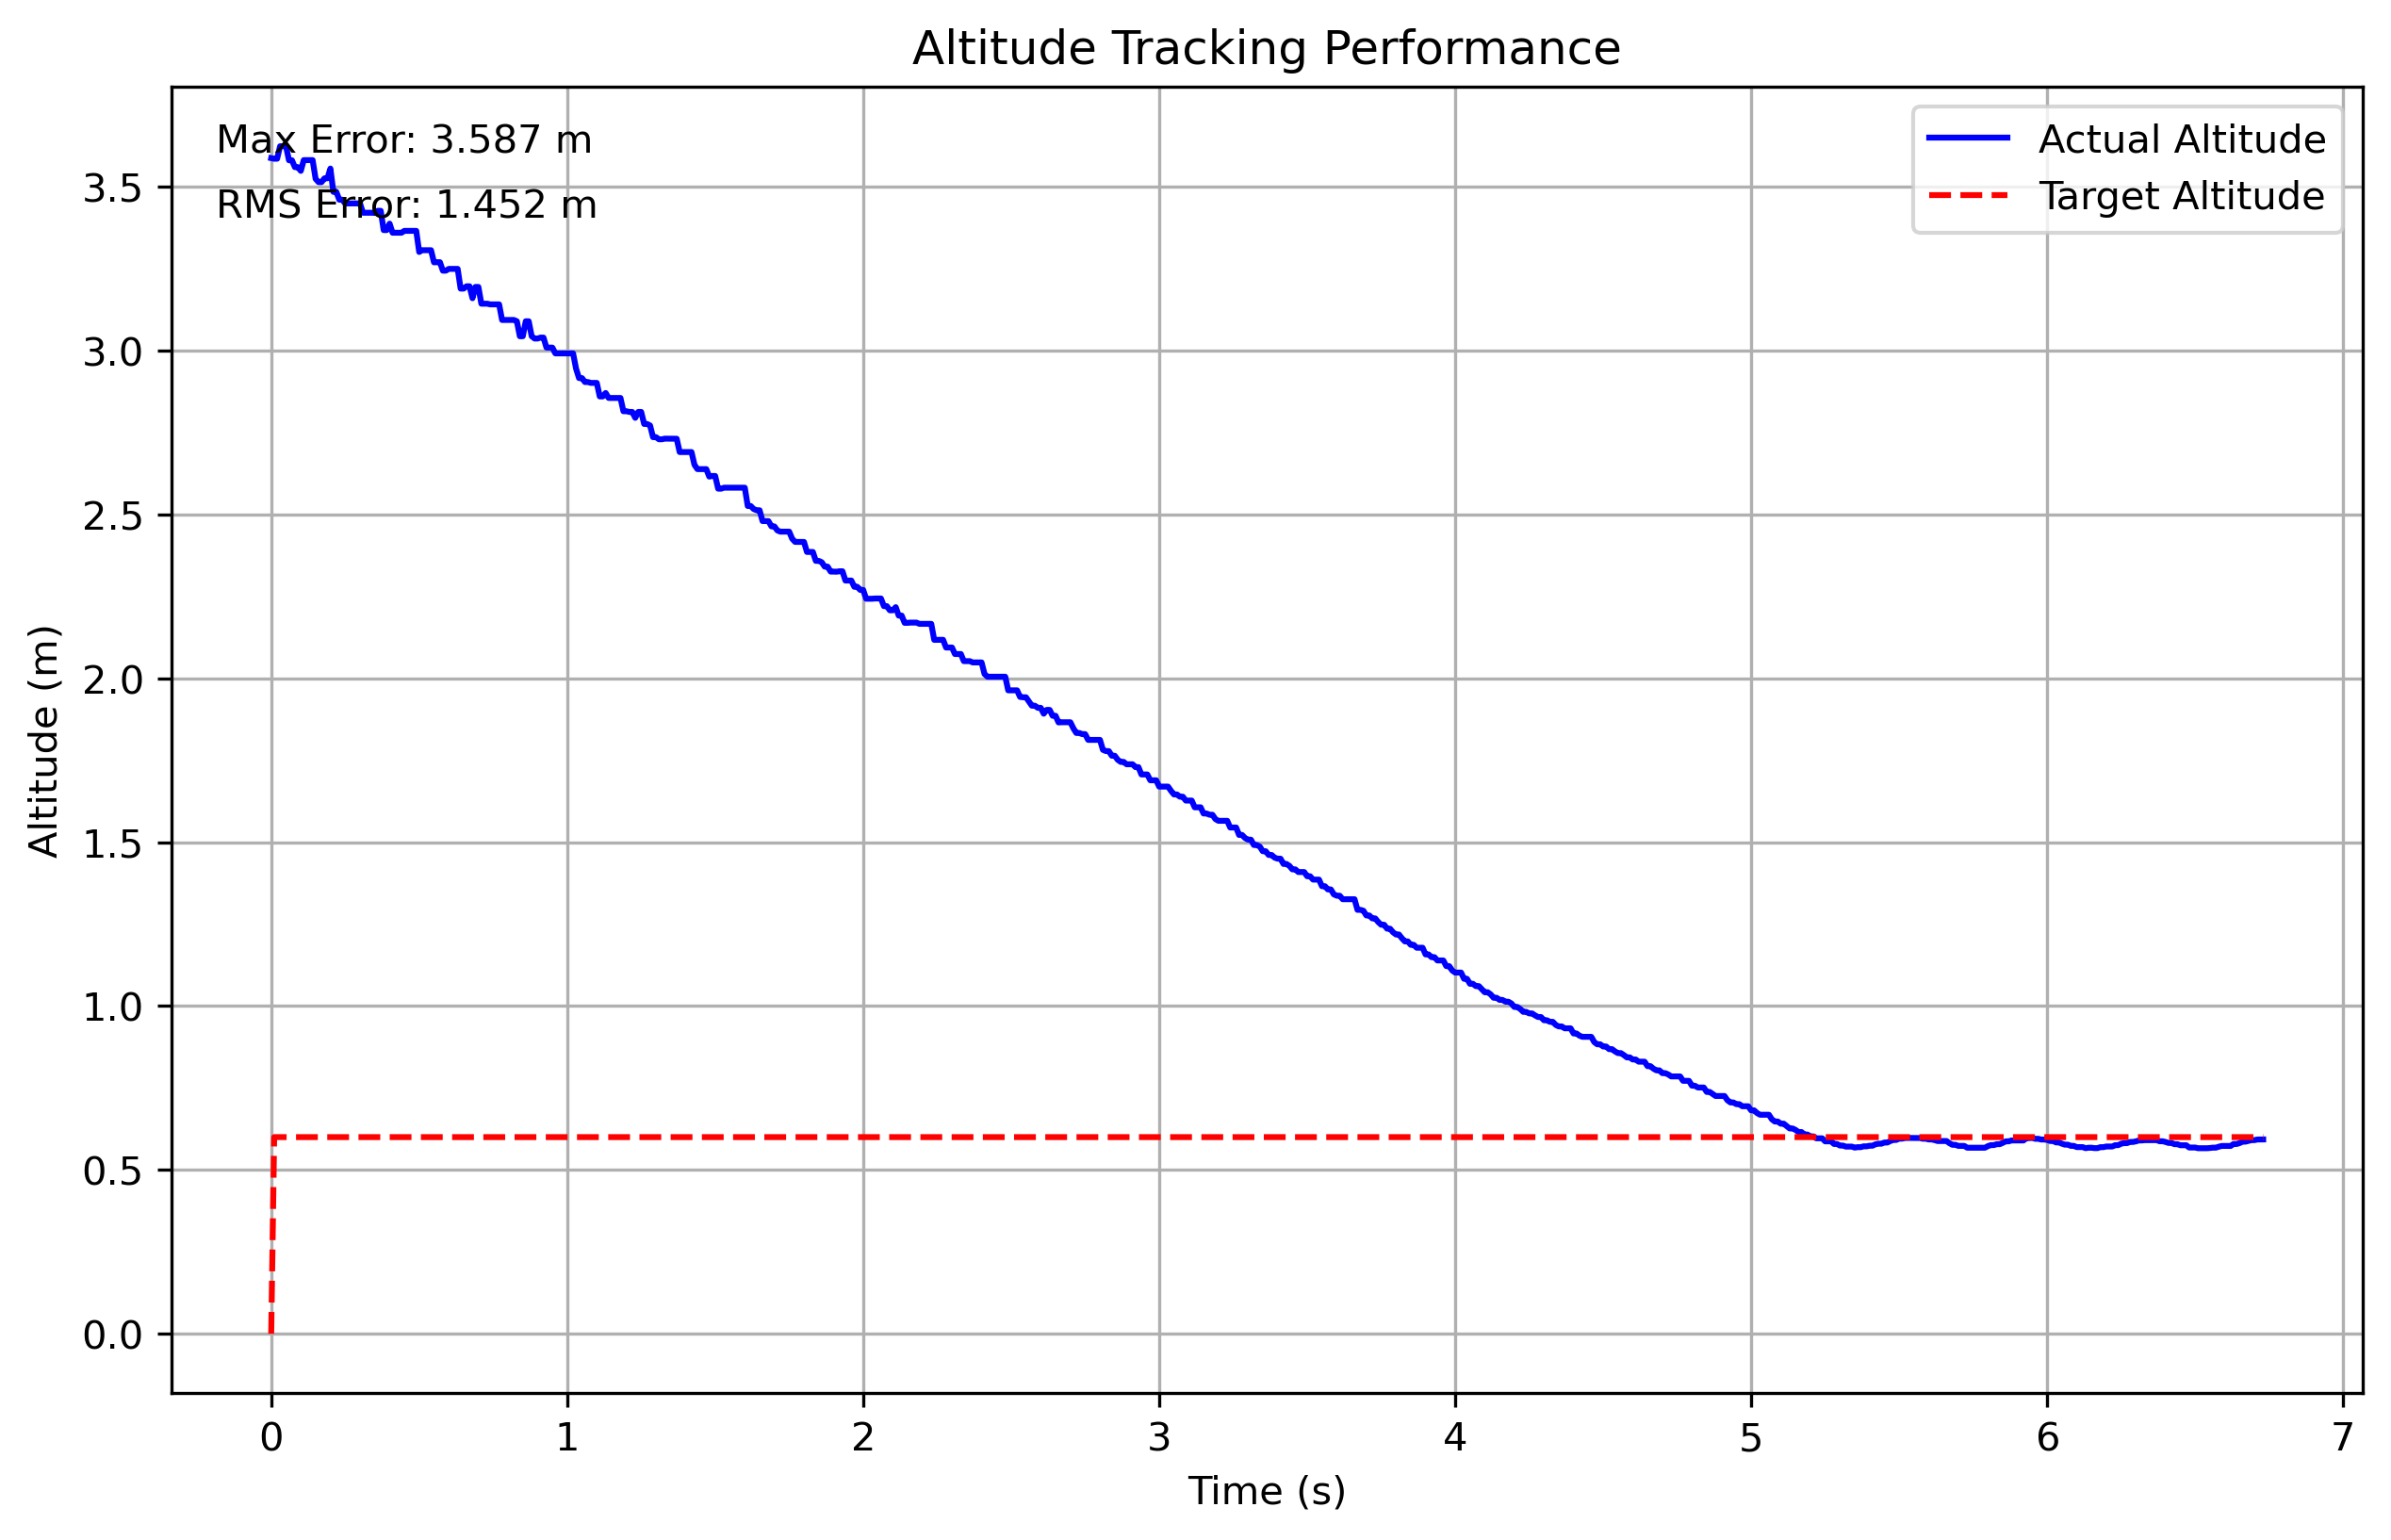 Altitude Tracking Performance
Max Error: 3.587 m
RMS Error: 1.452 m
Actual Altitude
Target Altitude
Altitude (m)
3.5
3.0
2.5
2.0
1.5
1.0
0.5
0.0
0 1 2 3 4 5 6 7
Time (s)